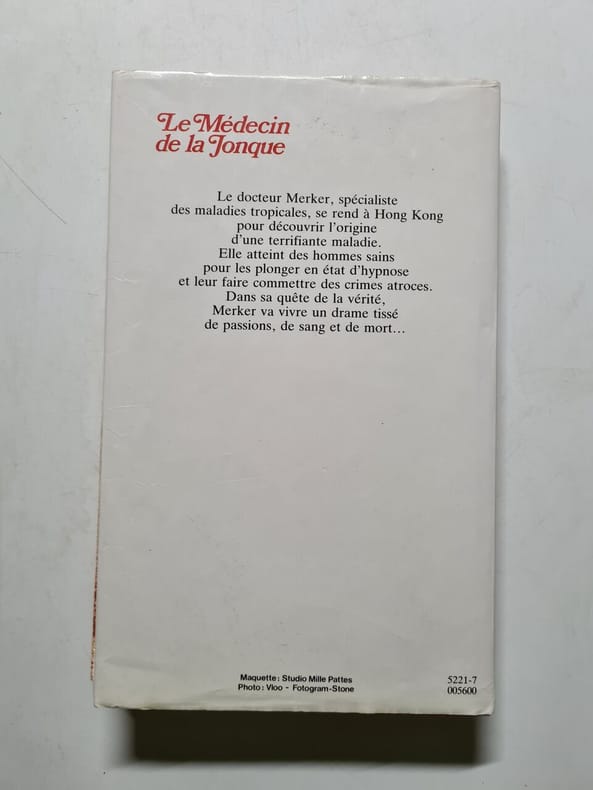 Le Médecin
de la Jonque
Le docteur Merker, spécialiste
des maladies tropicales, se rend à Hong Kong
pour découvrir l'origine
d'une terrifiante maladie.
Elle atteint des hommes sains
pour les plonger en état d'hypnose
et leur faire commettre des crimes atroces.
Dans sa quête de la vérité,
Merker va vivre un drame tissé
de passions, de sang et de mort...
Maquette : Studio Mille Pattes
Photo : Vloo - Fotogram-Stone
5221-7
005600